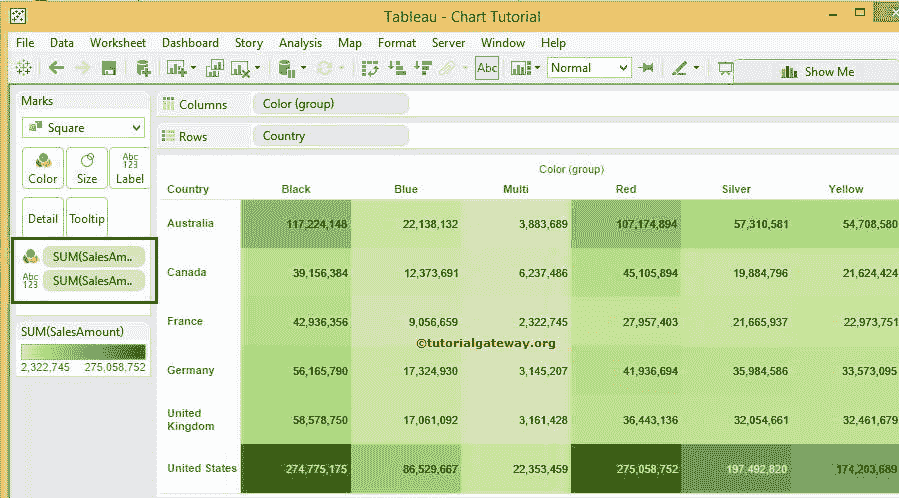 Tableau - Chart Tutorial
File Data Worksheet Dashboard Story Analysis Map Format Server Window Help
Abc Normal Show Me
Marks
Square
Color Size Abc 123 Label
Detail Tooltip
SUM(SalesAm..
Abc 123 SUM(SalesAm..
SUM(SalesAmount)
2,322,745 275,058,752
Columns Color (group)
Rows Country
Color (group)
Country Black Blue Multi Red Silver Yellow
Australia 117,224,148 22,138,132 3,883,689 107,174,894 57,310,581 54,708,580
Canada 39,156,384 12,373,691 6,237,486 45,105,894 19,884,796 21,624,424
France 42,936,356 9,056,659 2,322,745 27,957,403 21,665,937 22,973,751
©tutorialgateway.org
Germany 56,165,790 17,324,930 3,145,207 41,936,694 35,984,586 33,573,095
United Kingdom 58,578,750 17,061,092 3,161,428 36,443,136 32,054,661 32,461,679
United States 274,775,175 86,529,667 22,353,459 275,058,752 197,492,820 174,203,689